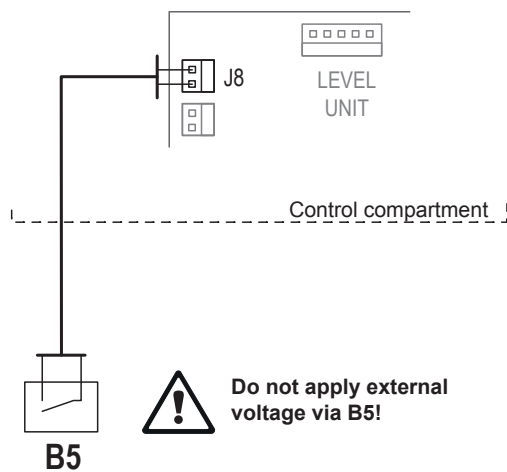 J8
LEVEL
UNIT
Control compartment
Do not apply external
voltage via B5!
B5